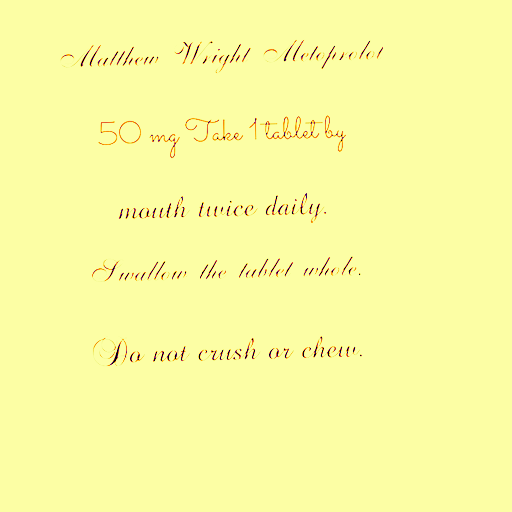 Matthew Wright Metoprolol
50 mg Take 1 tablet by
mouth twice daily.
Swallow the tablet whole.
Do not crush or chew.